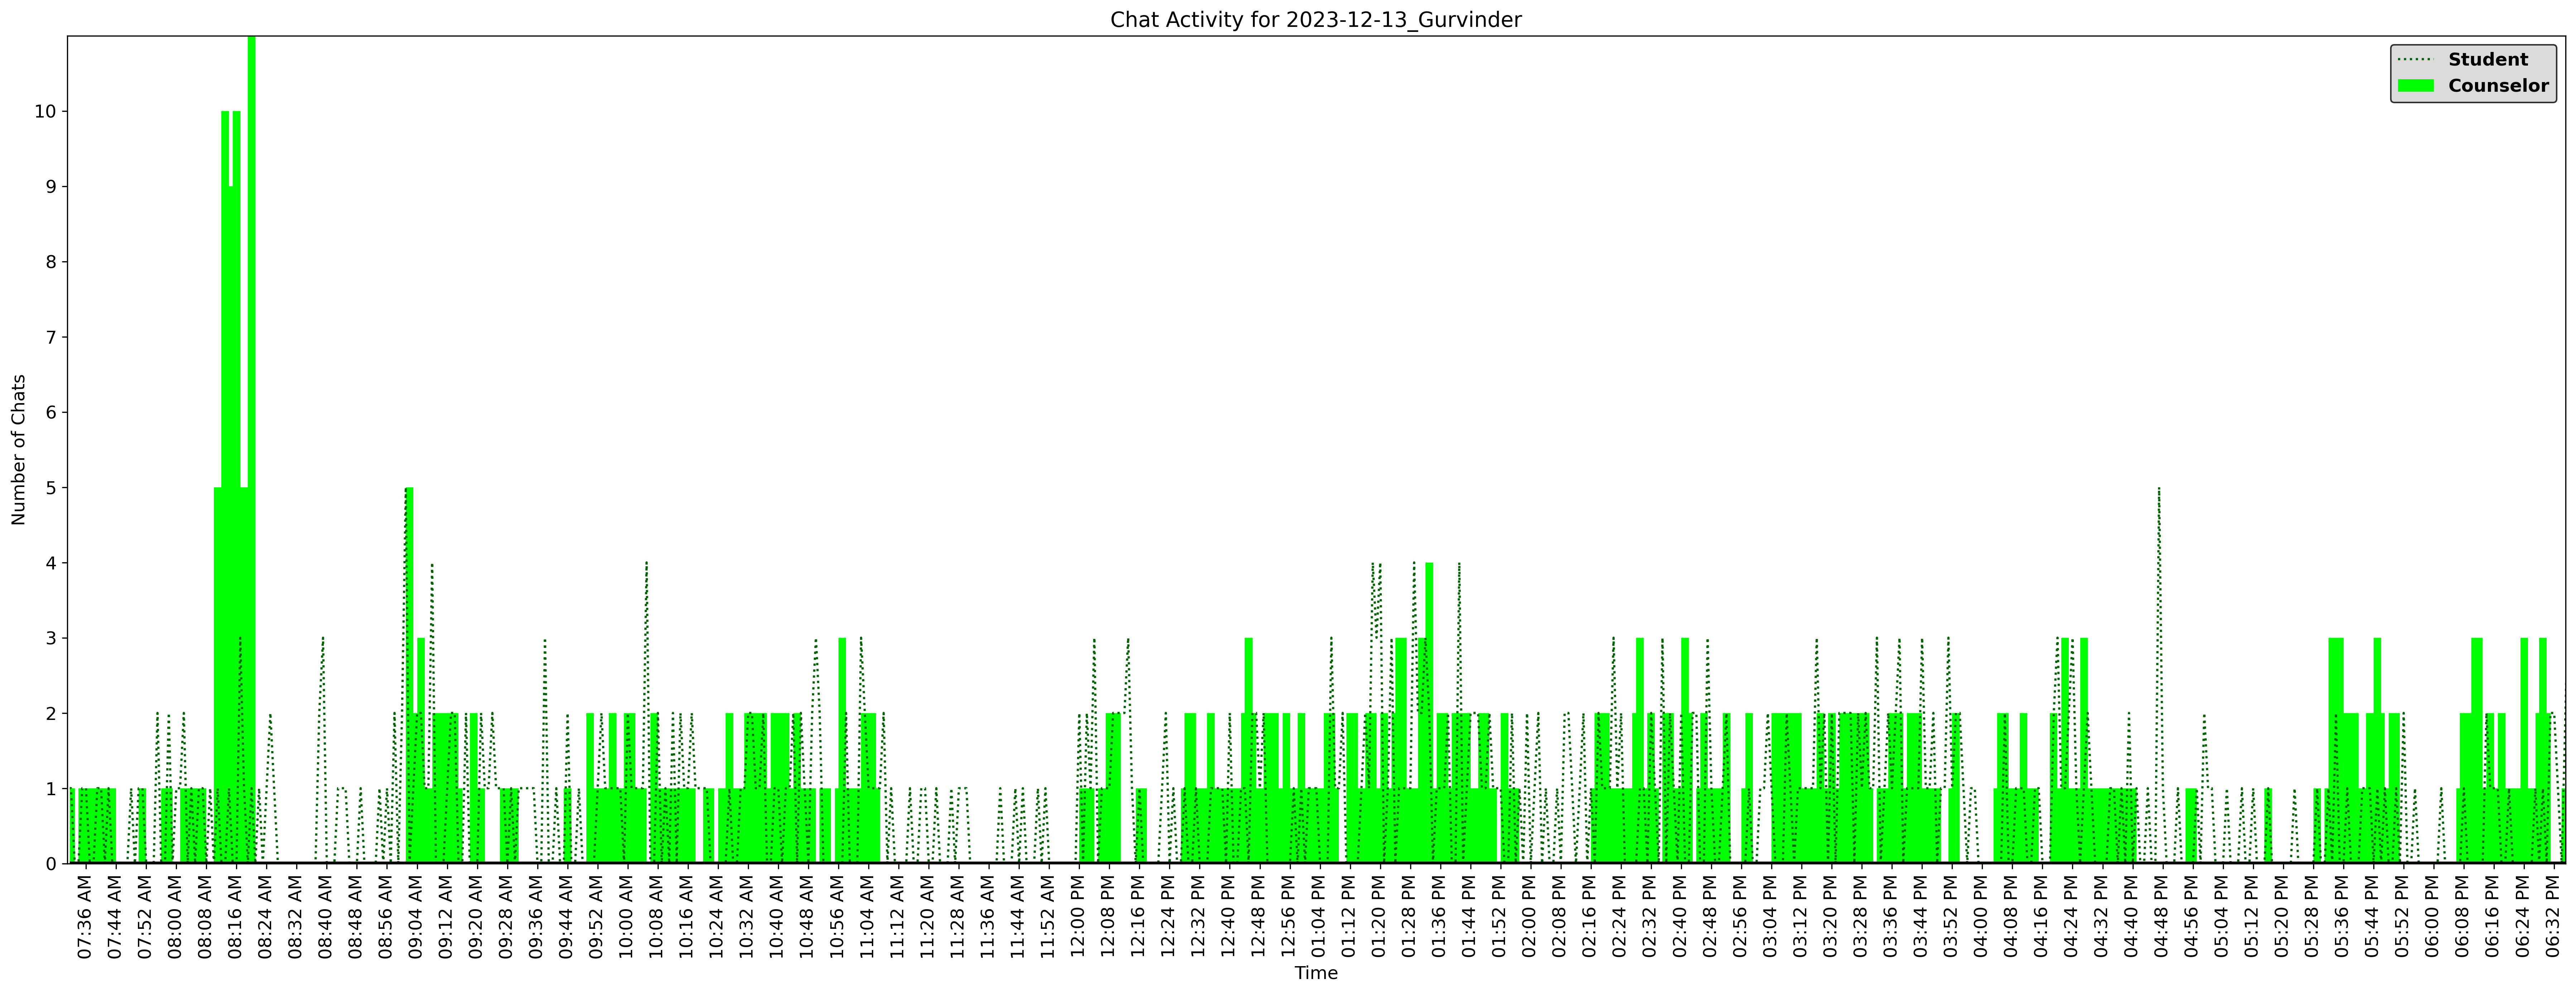 Chat Activity for 2023-12-13_Gurvinder
Student
Counselor
10
9
8
7
6
5
4
3
2
1
0
Number of Chats
07:36 AM
07:44 AM
07:52 AM
08:00 AM
08:08 AM
08:16 AM
08:24 AM
08:32 AM
08:40 AM
08:48 AM
08:56 AM
09:04 AM
09:12 AM
09:20 AM
09:28 AM
09:36 AM
09:44 AM
09:52 AM
10:00 AM
10:08 AM
10:16 AM
10:24 AM
10:32 AM
10:40 AM
10:48 AM
10:56 AM
11:04 AM
11:12 AM
11:20 AM
11:28 AM
11:36 AM
11:44 AM
11:52 AM
12:00 PM
12:08 PM
12:16 PM
12:24 PM
12:32 PM
12:40 PM
12:48 PM
12:56 PM
01:04 PM
01:12 PM
01:20 PM
01:28 PM
01:36 PM
01:44 PM
01:52 PM
02:00 PM
02:08 PM
02:16 PM
02:24 PM
02:32 PM
02:40 PM
02:48 PM
02:56 PM
03:04 PM
03:12 PM
03:20 PM
03:28 PM
03:36 PM
03:44 PM
03:52 PM
04:00 PM
04:08 PM
04:16 PM
04:24 PM
04:32 PM
04:40 PM
04:48 PM
04:56 PM
05:04 PM
05:12 PM
05:20 PM
05:28 PM
05:36 PM
05:44 PM
05:52 PM
06:00 PM
06:08 PM
06:16 PM
06:24 PM
06:32 PM
Time